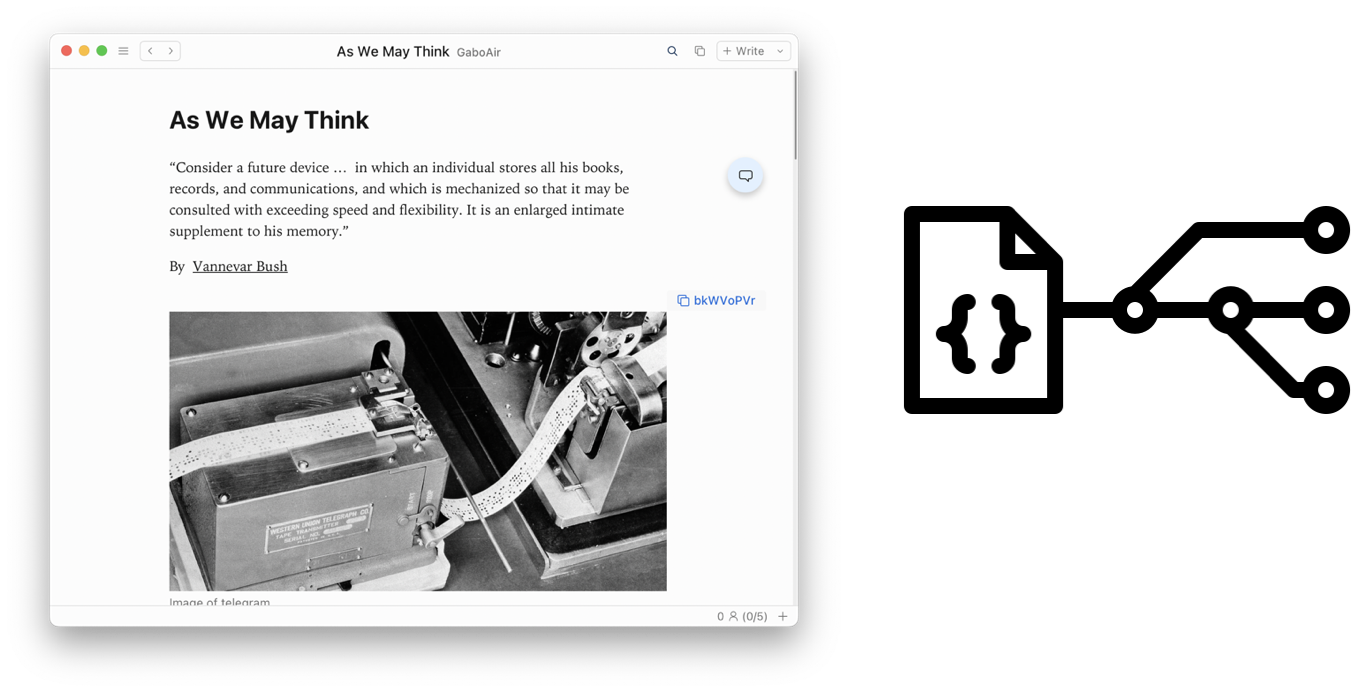 As We May Think GaboAir
+ Write
As We May Think
“Consider a future device … in which an individual stores all his books,
records, and communications, and which is mechanized so that it may be
consulted with exceeding speed and flexibility. It is an enlarged intimate
supplement to his memory.”
By Vannevar Bush
bkWVoPVr
WESTERN UNION TELEGRAPH CO.
TAPE TRANSMITTER
SERIAL NO.
Image of telegram
0 (0/5) +
{ }